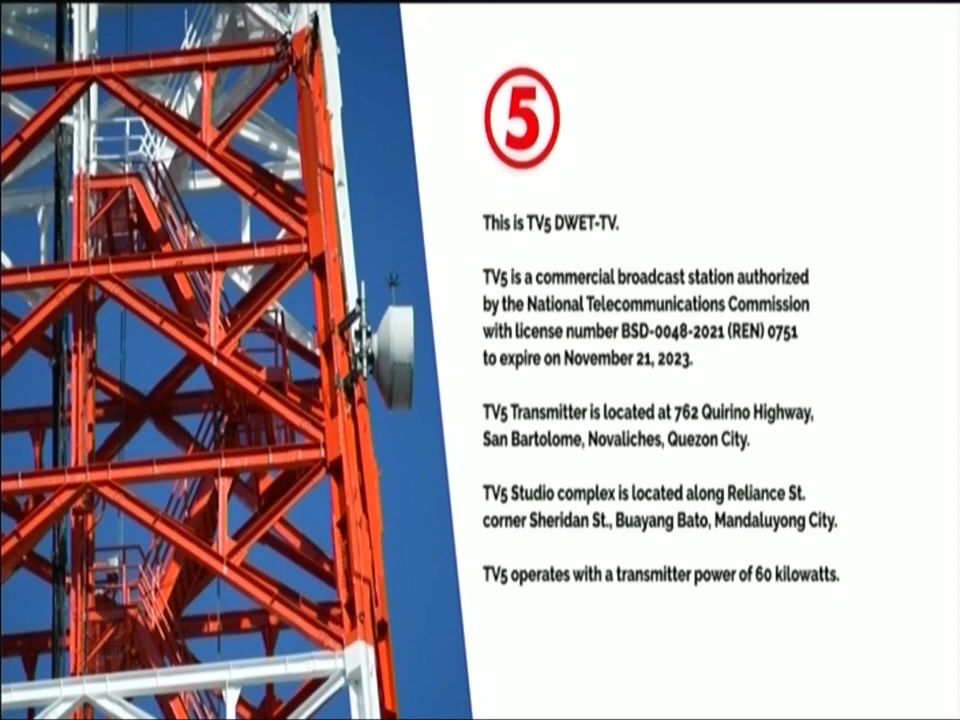 5
This is TV5 DWET-TV.
TV5 is a commercial broadcast station authorized
by the National Telecommunications Commission
with license number BSD-0048-2021 (REN) 0751
to expire on November 21, 2023.
TV5 Transmitter is located at 762 Quirino Highway,
San Bartolome, Novaliches, Quezon City.
TV5 Studio complex is located along Reliance St.
corner Sheridan St., Buayang Bato, Mandaluyong City.
TV5 operates with a transmitter power of 60 kilowatts.